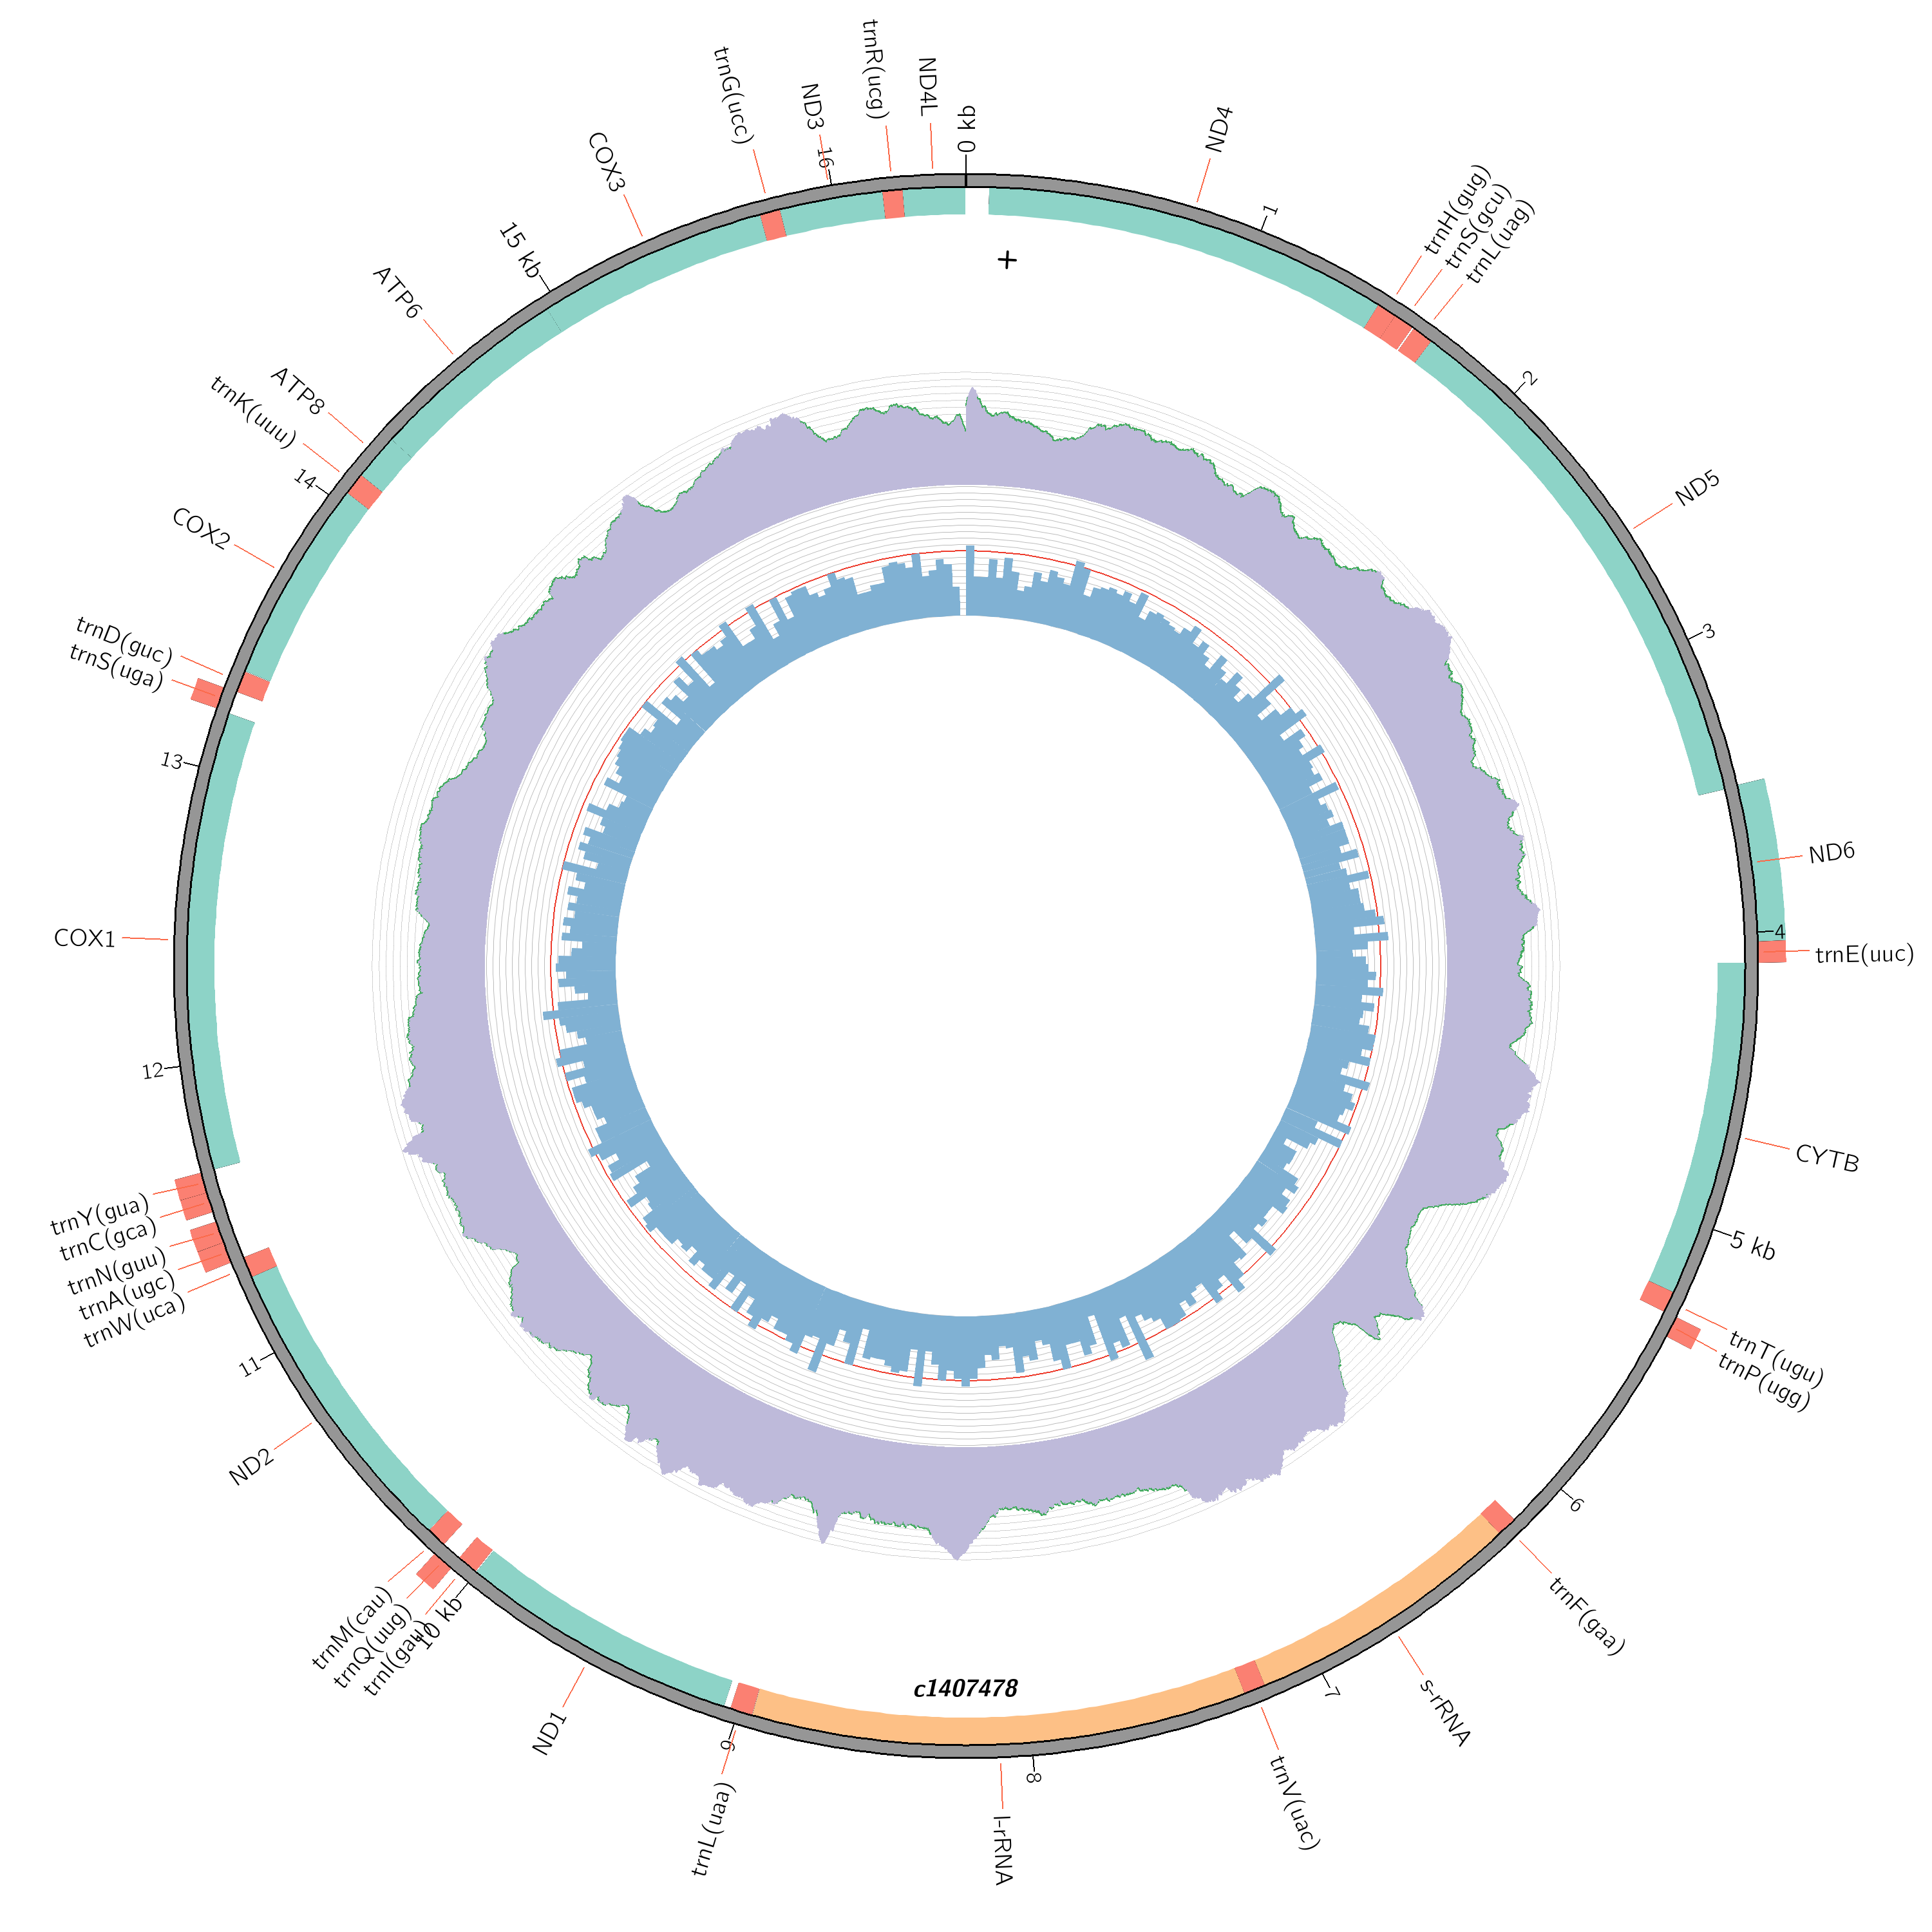 0 kb
ND4
1
trnH(gug)
trnS(gcu)
trnL(uag)
2
ND5
3
ND6
4
trnE(uuc)
CYTB
5 kb
trnT(ugu)
trnP(ugg)
6
trnF(gaa)
s-rRNA
7
trnV(uac)
8
l-rRNA
c1407478
9
trnL(uaa)
ND1
10 kb
trnI(gau)
trnQ(uug)
trnM(cau)
ND2
11
trnW(uca)
trnA(ugc)
trnN(guu)
trnC(gca)
trnY(gua)
12
COX1
13
trnS(uga)
trnD(guc)
COX2
14
trnK(uuu)
ATP8
ATP6
15 kb
COX3
trnG(ucc)
ND3
16
trnR(ucg)
ND4L
+